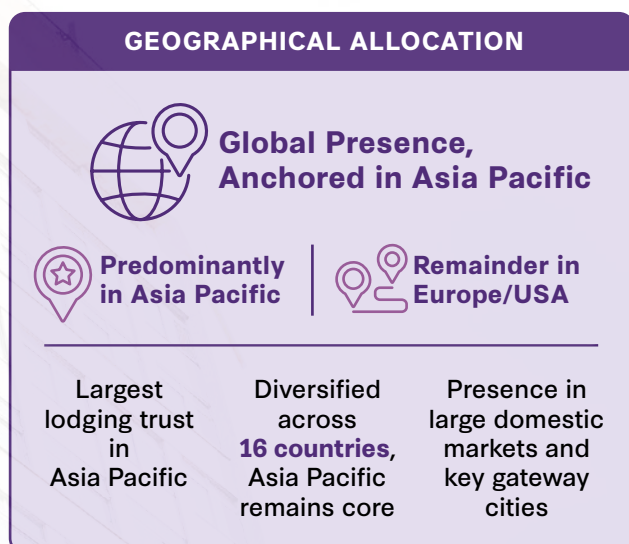 GEOGRAPHICAL ALLOCATION
Global Presence,
Anchored in Asia Pacific
Predominantly
in Asia Pacific
Remainder in
Europe/USA
Largest
lodging trust
in
Asia Pacific
Diversified
across
16 countries,
Asia Pacific
remains core
Presence in
large domestic
markets and
key gateway
cities